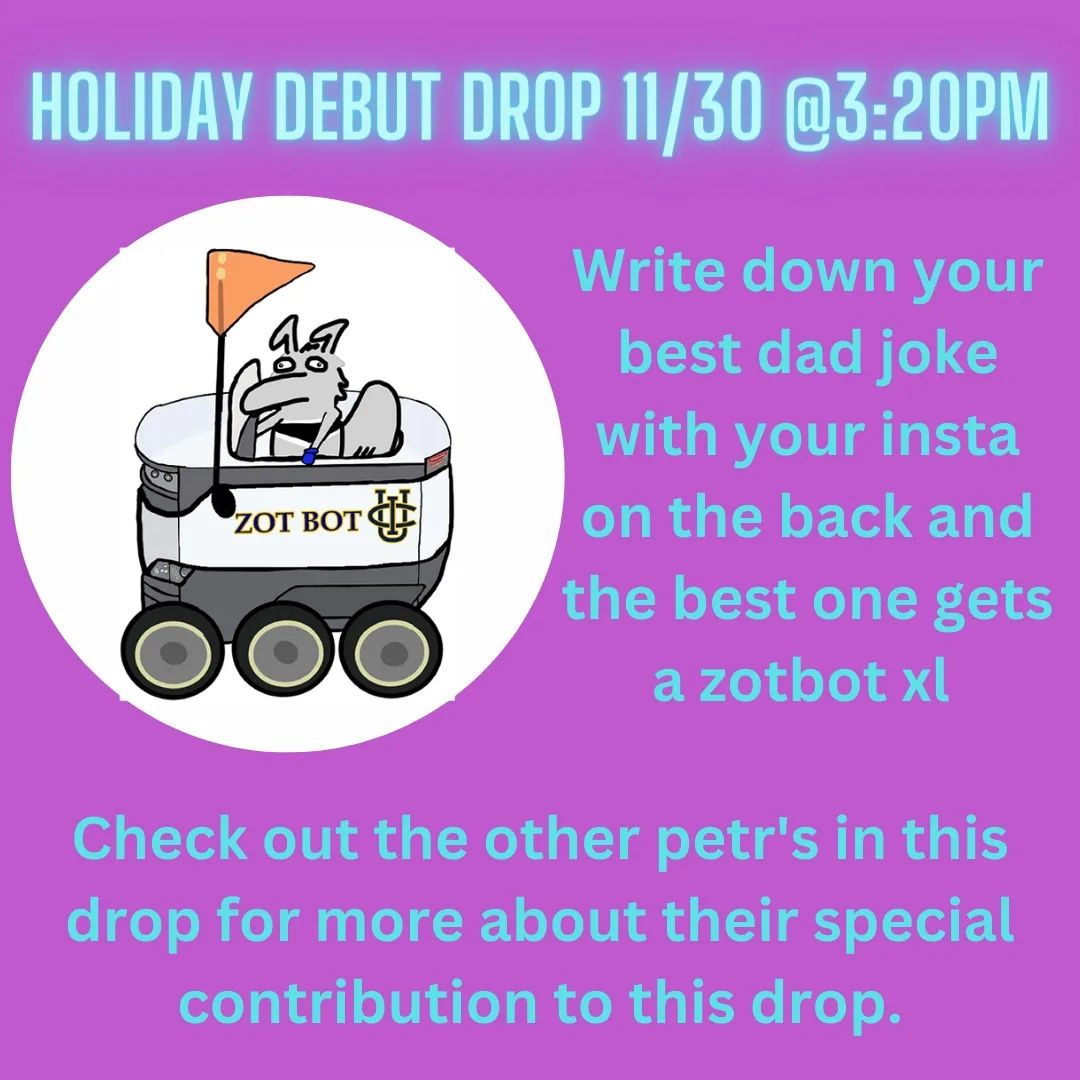 HOLIDAY DEBUT DROP 11/30 @3:20PM
Write down your
best dad joke
with your insta
on the back and
the best one gets
a zotbot xl
ZOT BOT UCI
Check out the other petr's in this
drop for more about their special
contribution to this drop.